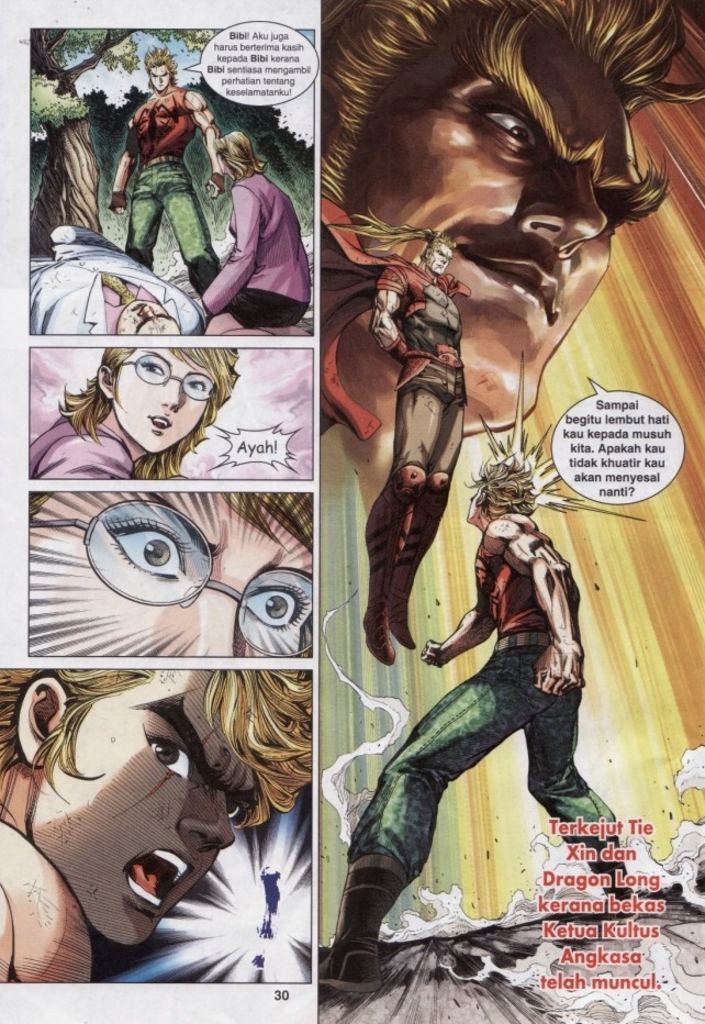 Bibi! Aku juga
harus berterima kasih
kepada Bibi kerana
Bibi sentiasa mengambil
perhatian tentang
keselamatanku!
Ayah!
!
Sampai
begitu lembut hati
kau kepada musuh
kita. Apakah kau
tidak khuatir kau
akan menyesal
nanti?
Terkejut Tie
Xin dan
Dragon Long
kerana bekas
Ketua Kultus
Angkasa
telah muncul.
30